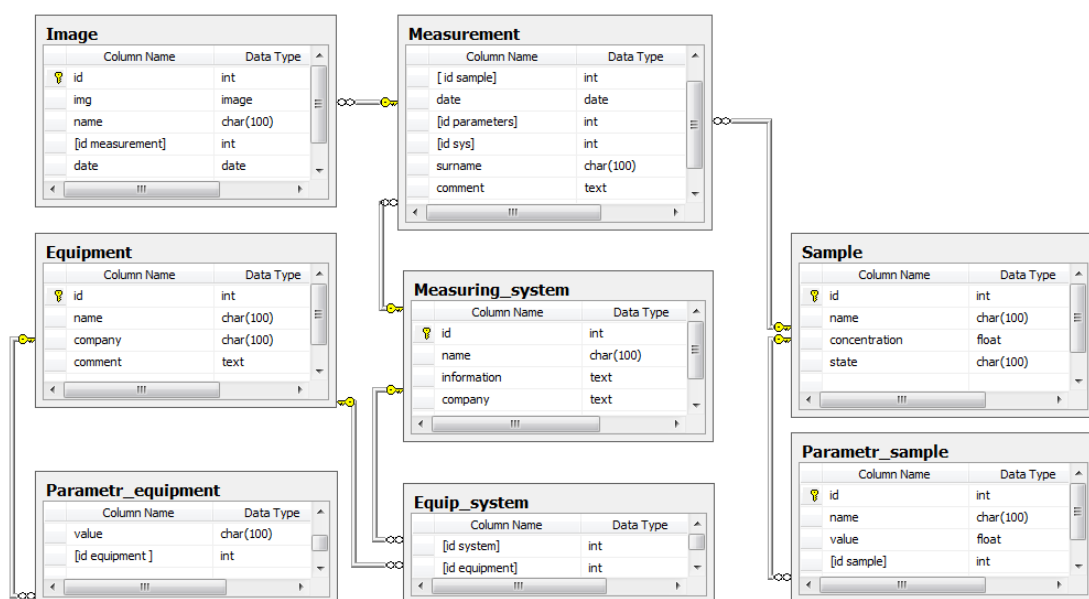 Image
Column Name Data Type
id int
img image
name char(100)
[id measurement] int
date date
Measurement
Column Name Data Type
[ id sample] int
date date
[id parameters] int
[id sys] int
surname char(100)
comment text
Equipment
Column Name Data Type
id int
name char(100)
company char(100)
comment text
Measuring_system
Column Name Data Type
id int
name char(100)
information text
company text
Sample
Column Name Data Type
id int
name char(100)
concentration float
state char(100)
Parametr_equipment
Column Name Data Type
value char(100)
[id equipment ] int
Equip_system
Column Name Data Type
[id system] int
[id equipment] int
Parametr_sample
Column Name Data Type
id int
name char(100)
value float
[id sample] int